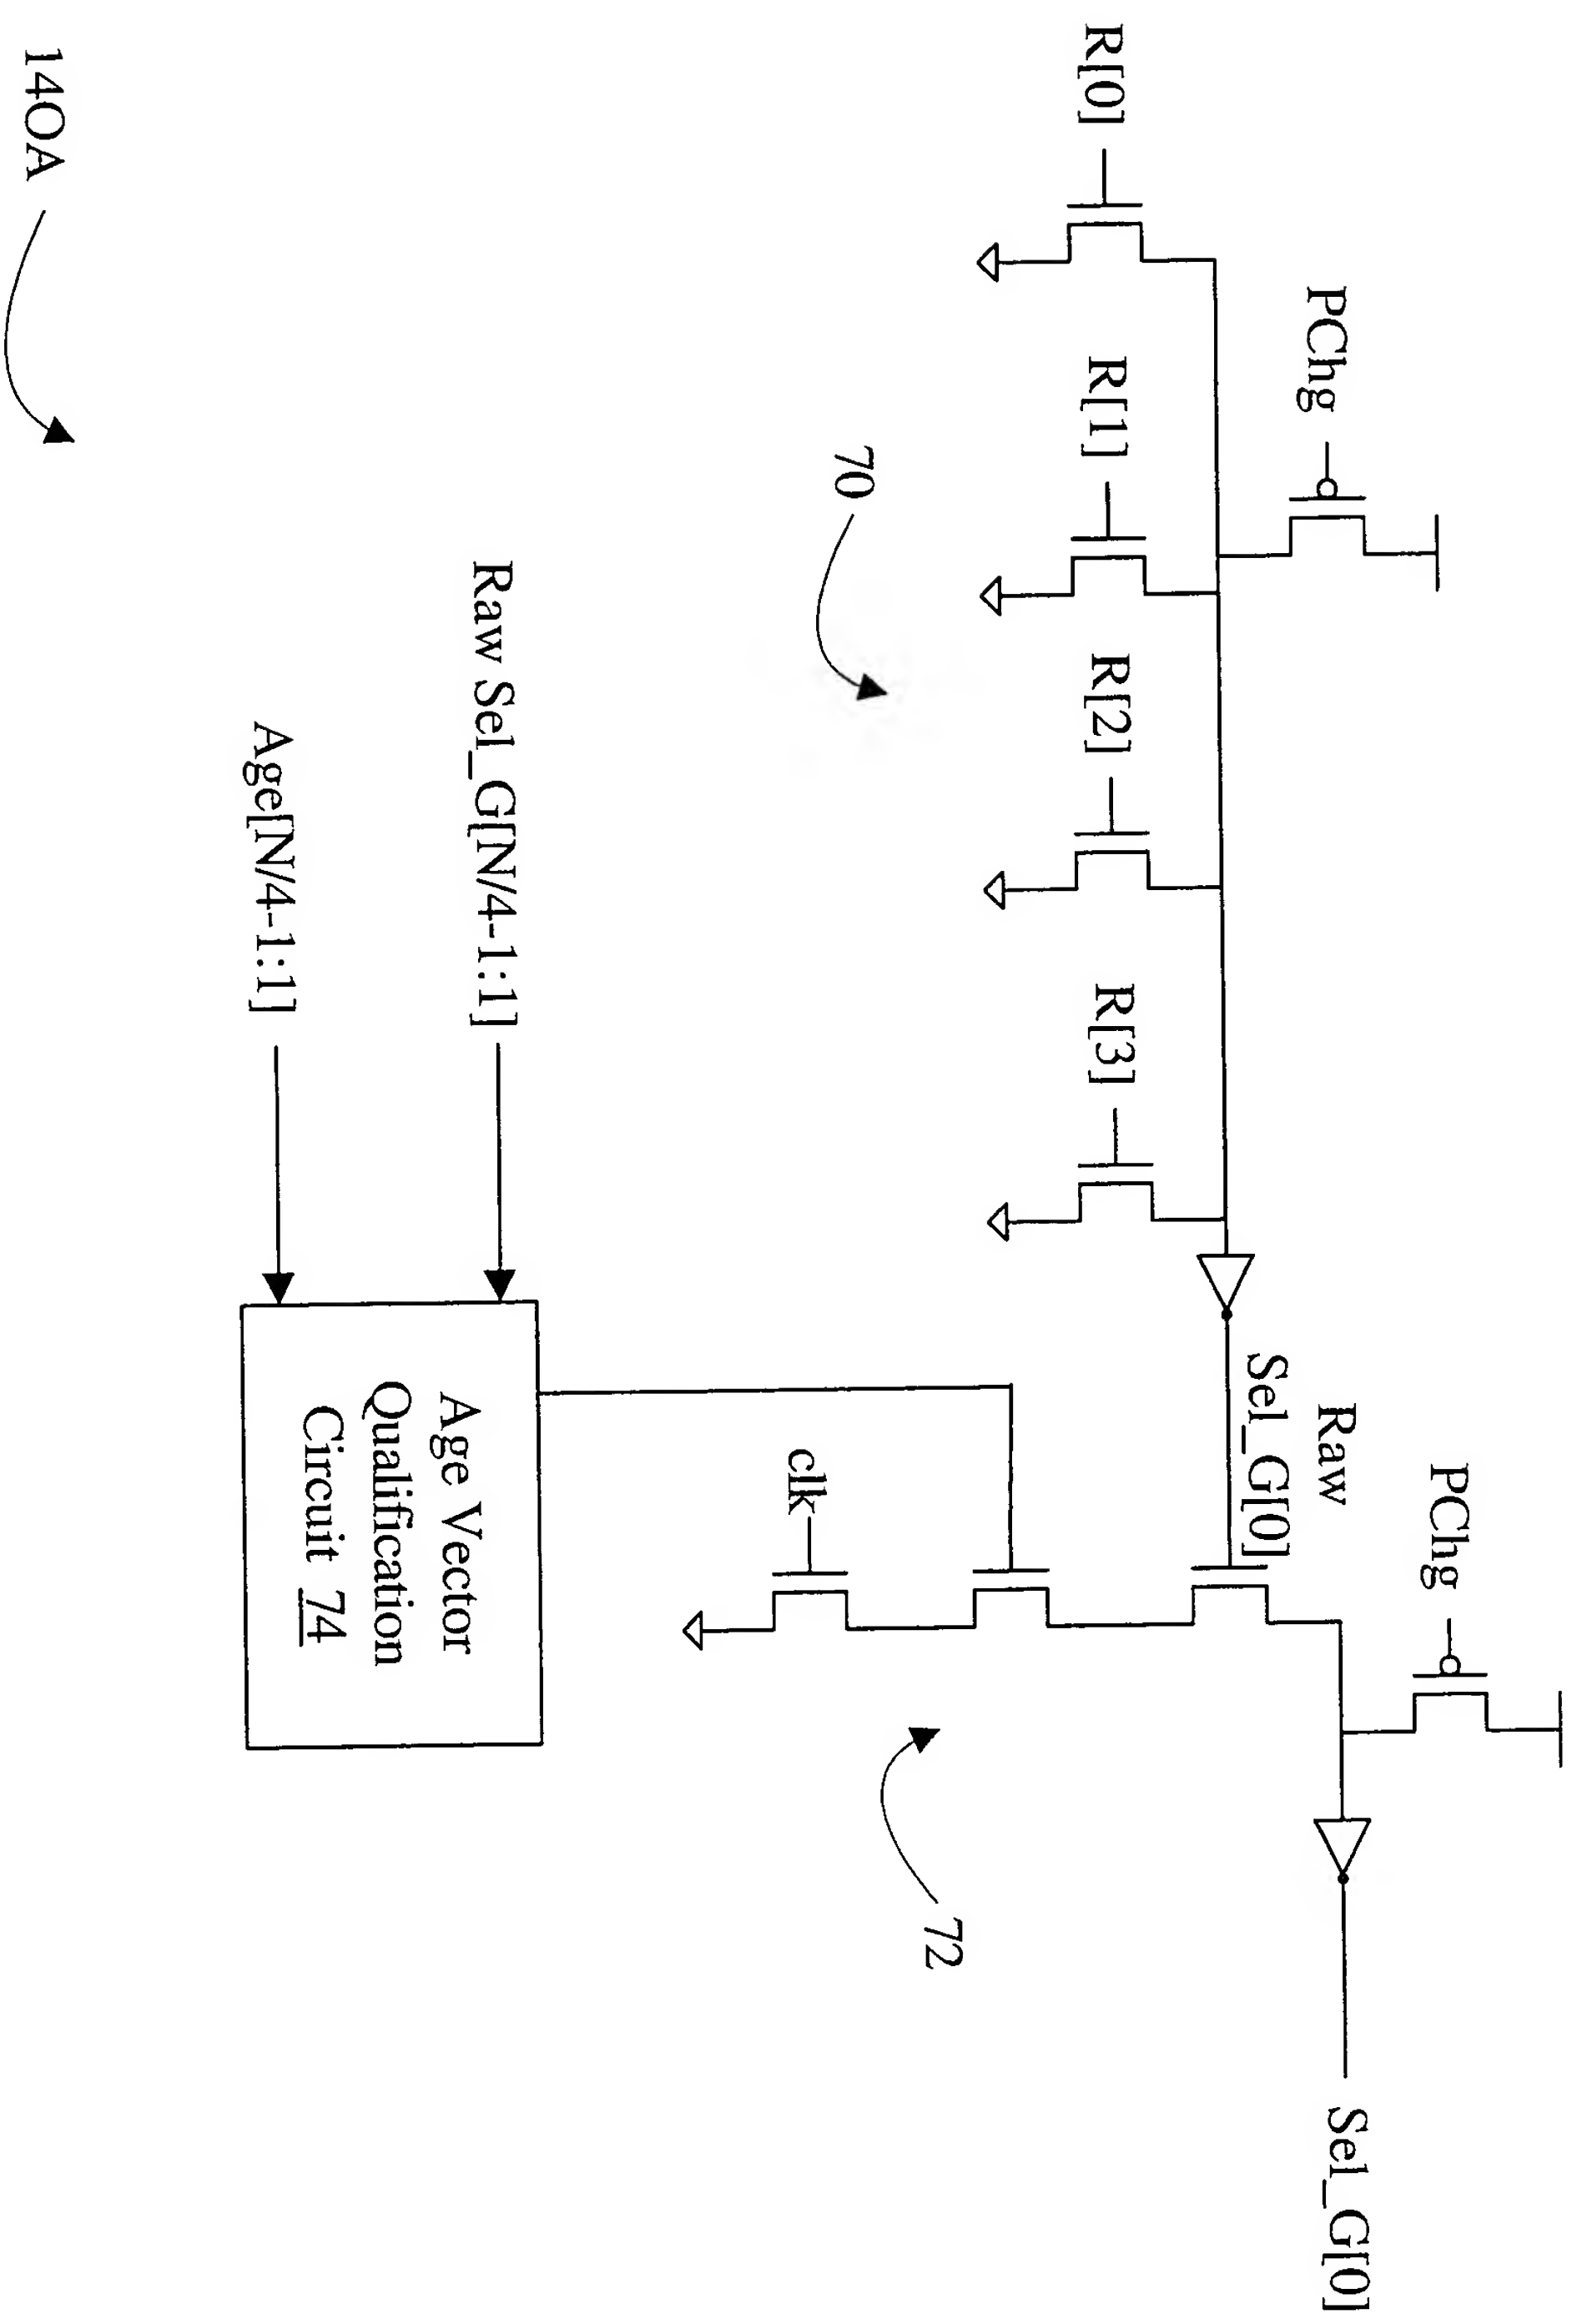 PChg
R[0]
R[1]
R[2]
R[3]
70
PChg
Raw
Sel_G[0]
Sel_G[0]
clk
72
Raw Sel_G[N/4-1:1]
Age[N/4-1:1]
Age Vector
Qualification
Circuit 74
140A